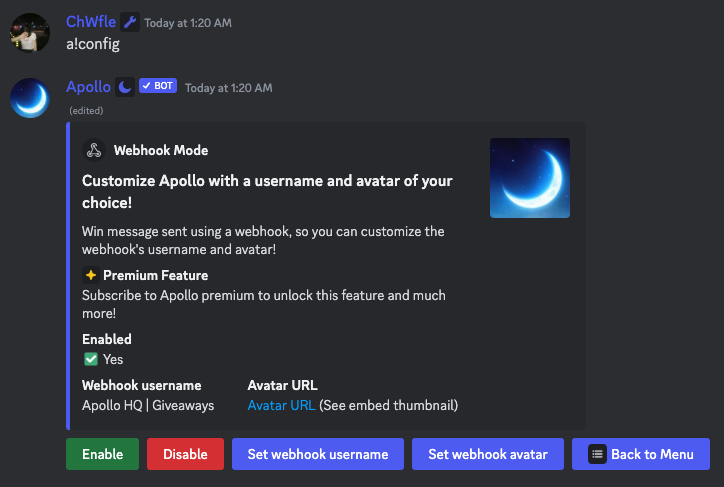 ChWfle Today at 1:20 AM
a!config
Apollo BOT Today at 1:20 AM
(edited)
Webhook Mode
Customize Apollo with a username and avatar of your
choice!
Win message sent using a webhook, so you can customize the
webhook's username and avatar!
Premium Feature
Subscribe to Apollo premium to unlock this feature and much
more!
Enabled
Yes
Webhook username Avatar URL
Apollo HQ | Giveaways Avatar URL (See embed thumbnail)
Enable Disable Set webhook username Set webhook avatar Back to Menu